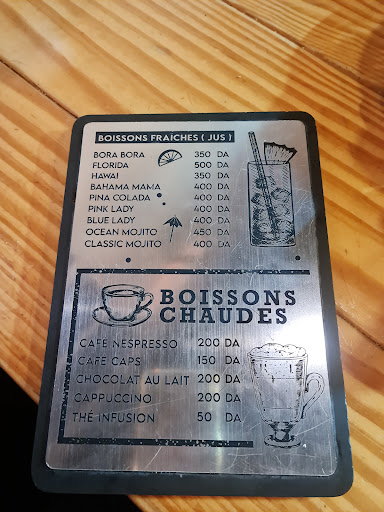 BOISSONS FRAÎCHES ( JUS )
BORA BORA 350 DA
FLORIDA 500 DA
HAWAI 350 DA
BAHAMA MAMA 400 DA
PINA COLADA 400 DA
PINK LADY 400 DA
BLUE LADY 400 DA
OCEAN MOJITO 450 DA
CLASSIC MOJITO 400 DA
BOISSONS
CHAUDES
CAFE NESPRESSO 200 DA
CAFE CAPS 150 DA
CHOCOLAT AU LAIT 200 DA
CAPPUCCINO 200 DA
THÉ INFUSION 50 DA